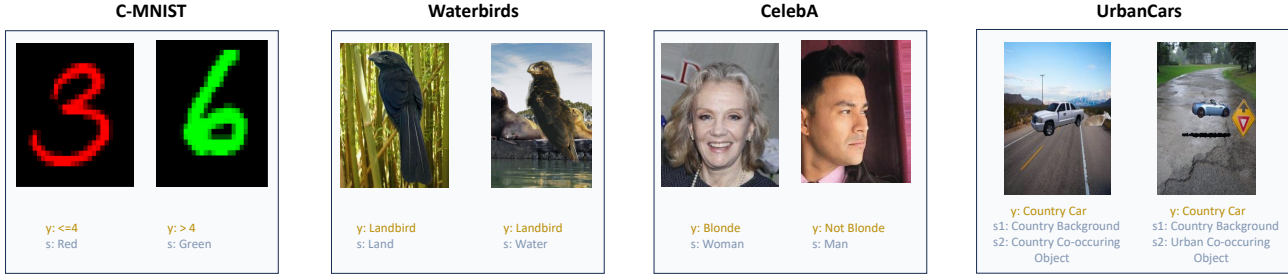 C-MNIST
Waterbirds
CelebA
UrbanCars
y: <=4
s: Red
y: > 4
s: Green
y: Landbird
s: Land
y: Landbird
s: Water
y: Blonde
s: Woman
y: Not Blonde
s: Man
y: Country Car
s1: Country Background
s2: Country Co-occuring
Object
y: Country Car
s1: Country Background
s2: Urban Co-occuring
Object